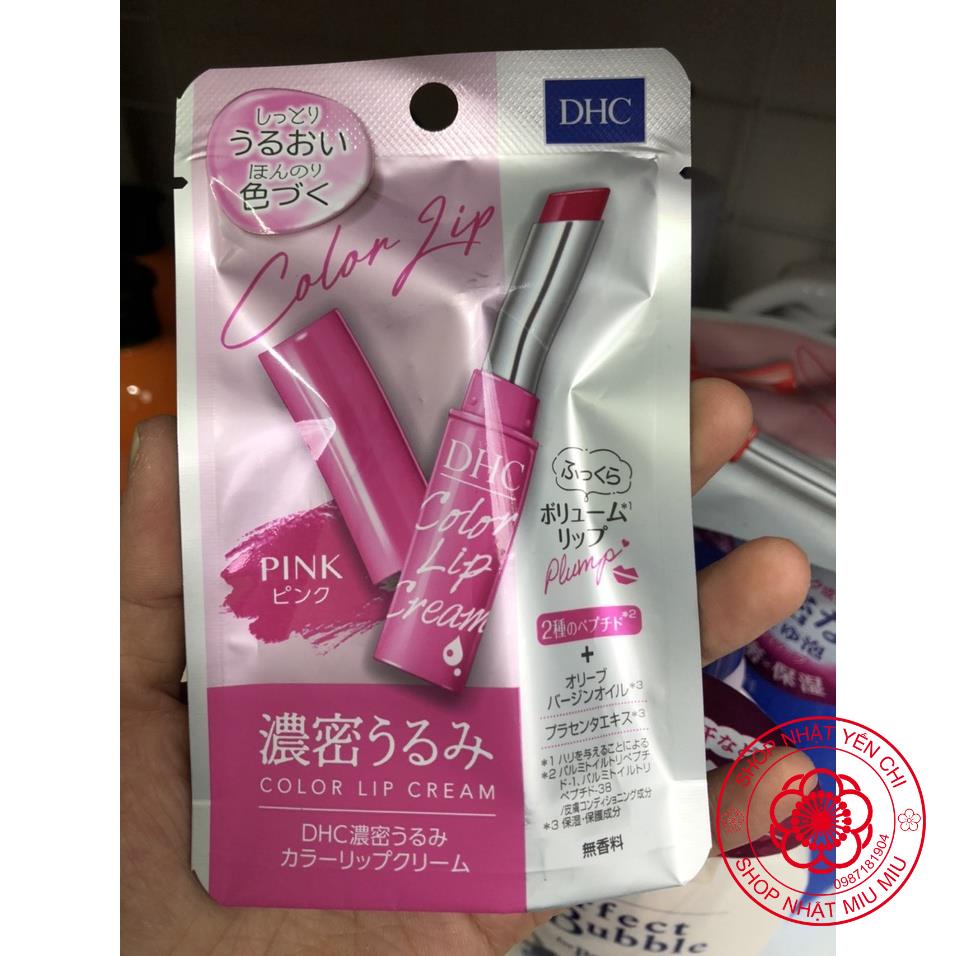 しっとり
うるおい
ほんのり
色づく
DHC
Color Lip
DHC
Color
Lip
Cream
PINK
ピンク
ふっくら
ボリューム*1
リップ
Plump
2種のペプチド*2
+
オリーブ
バージンオイル*3
プラセンタエキス*3
*1 ハリを与えることによる
*2 パルミトイルトリペプチ
ド-1、パルミトイルトリ
ペプチド-38
/皮膚コンディショニング成分
*3 保湿・保護成分
無香料
濃密うるみ
COLOR LIP CREAM
DHC濃密うるみ
カラーリップクリーム
保湿
SHOP NHẬT YẾN CHI
0987181904
SHOP NHẬT MIU MIU
Bubble